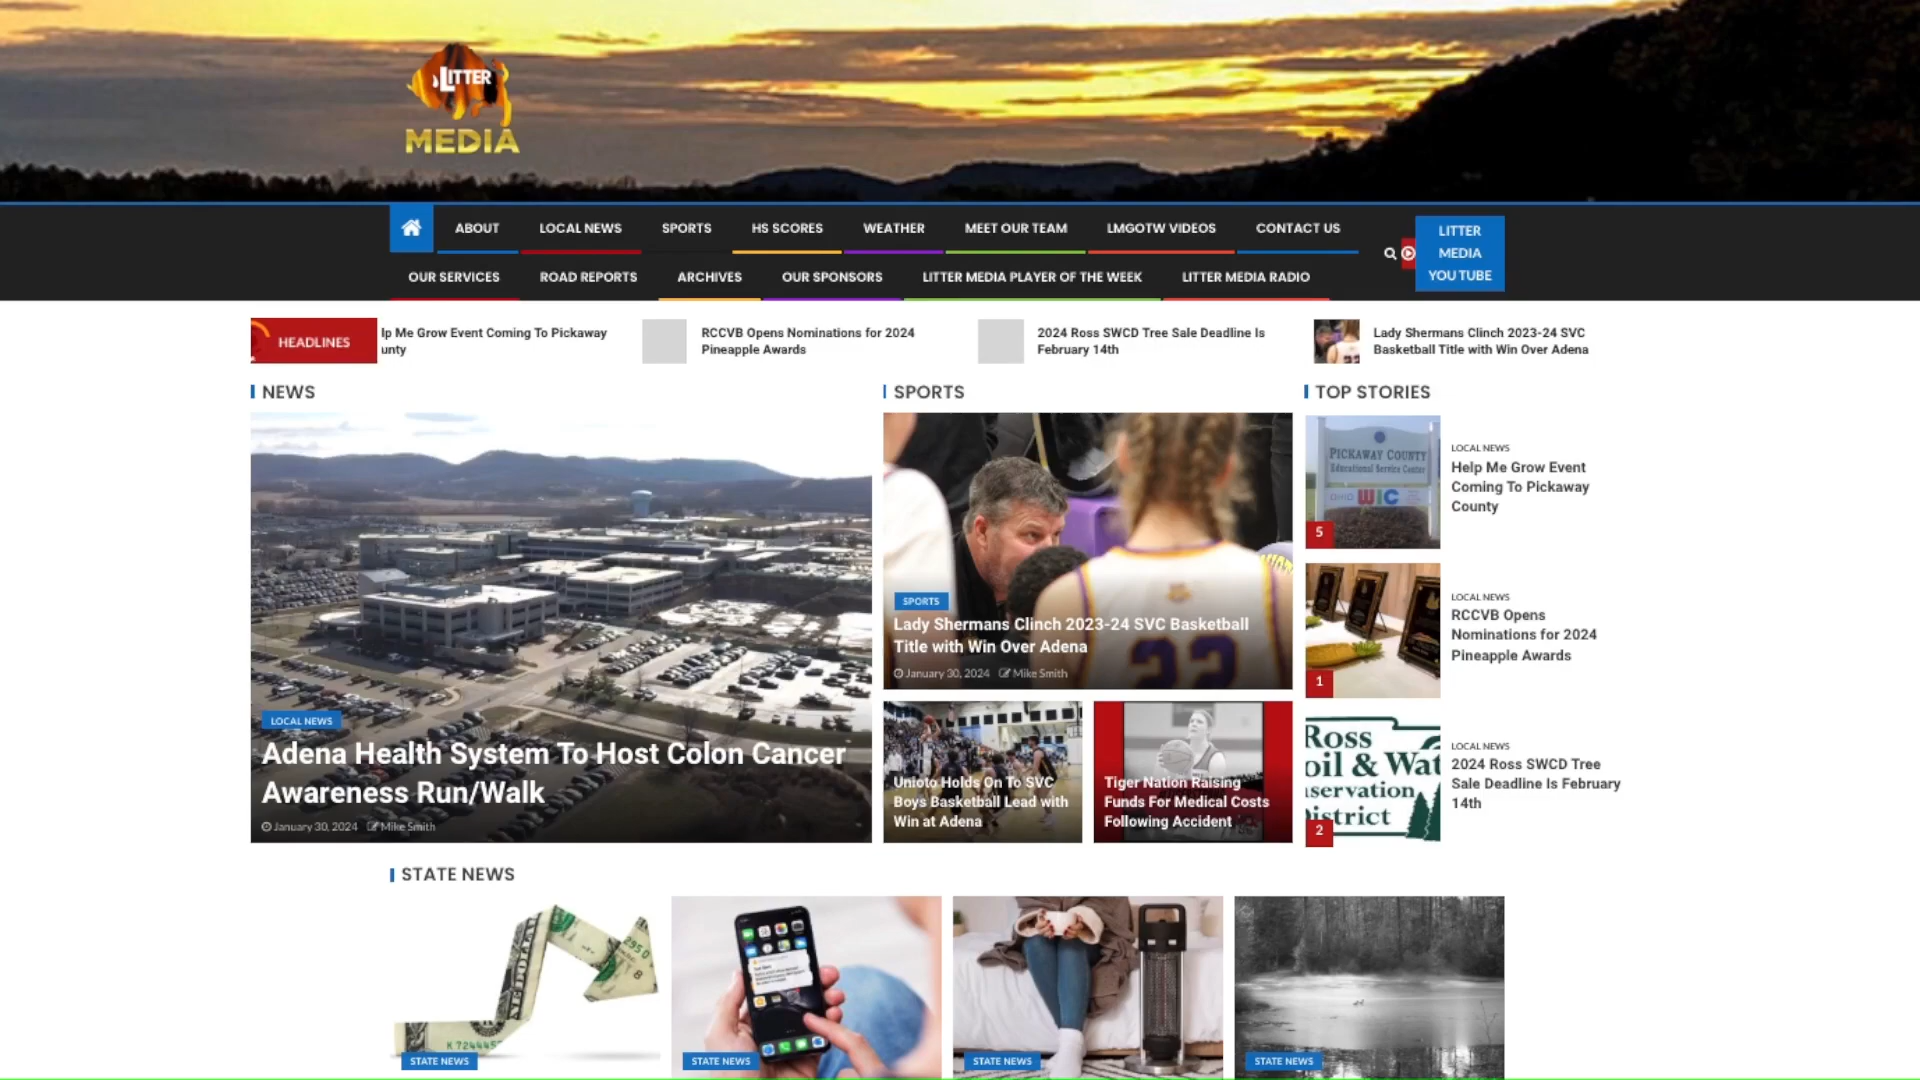 LITTER
MEDIA
ABOUT
LOCAL NEWS
SPORTS
HS SCORES
WEATHER
MEET OUR TEAM
LMGOTW VIDEOS
CONTACT US
OUR SERVICES
ROAD REPORTS
ARCHIVES
OUR SPONSORS
LITTER MEDIA PLAYER OF THE WEEK
LITTER MEDIA RADIO
LITTER
MEDIA
YOU TUBE
HEADLINES
lp Me Grow Event Coming To Pickaway
unty
RCCVB Opens Nominations for 2024
Pineapple Awards
2024 Ross SWCD Tree Sale Deadline Is
February 14th
Lady Shermans Clinch 2023-24 SVC
Basketball Title with Win Over Adena
NEWS
LOCAL NEWS
Adena Health System To Host Colon Cancer
Awareness Run/Walk
January 30, 2024 Mike Smith
SPORTS
SPORTS
Lady Shermans Clinch 2023-24 SVC Basketball
Title with Win Over Adena
January 30, 2024 Mike Smith
22
Unioto Holds On To SVC
Boys Basketball Lead with
Win at Adena
Tiger Nation Raising
Funds For Medical Costs
Following Accident
TOP STORIES
PICKAWAY COUNTY
Educational Service Center
WIC
5
LOCAL NEWS
Help Me Grow Event
Coming To Pickaway
County
1
LOCAL NEWS
RCCVB Opens
Nominations for 2024
Pineapple Awards
Ross
oil & Wat
nservation
istrict
2
LOCAL NEWS
2024 Ross SWCD Tree
Sale Deadline Is February
14th
STATE NEWS
STATE NEWS
STATE NEWS
STATE NEWS
STATE NEWS